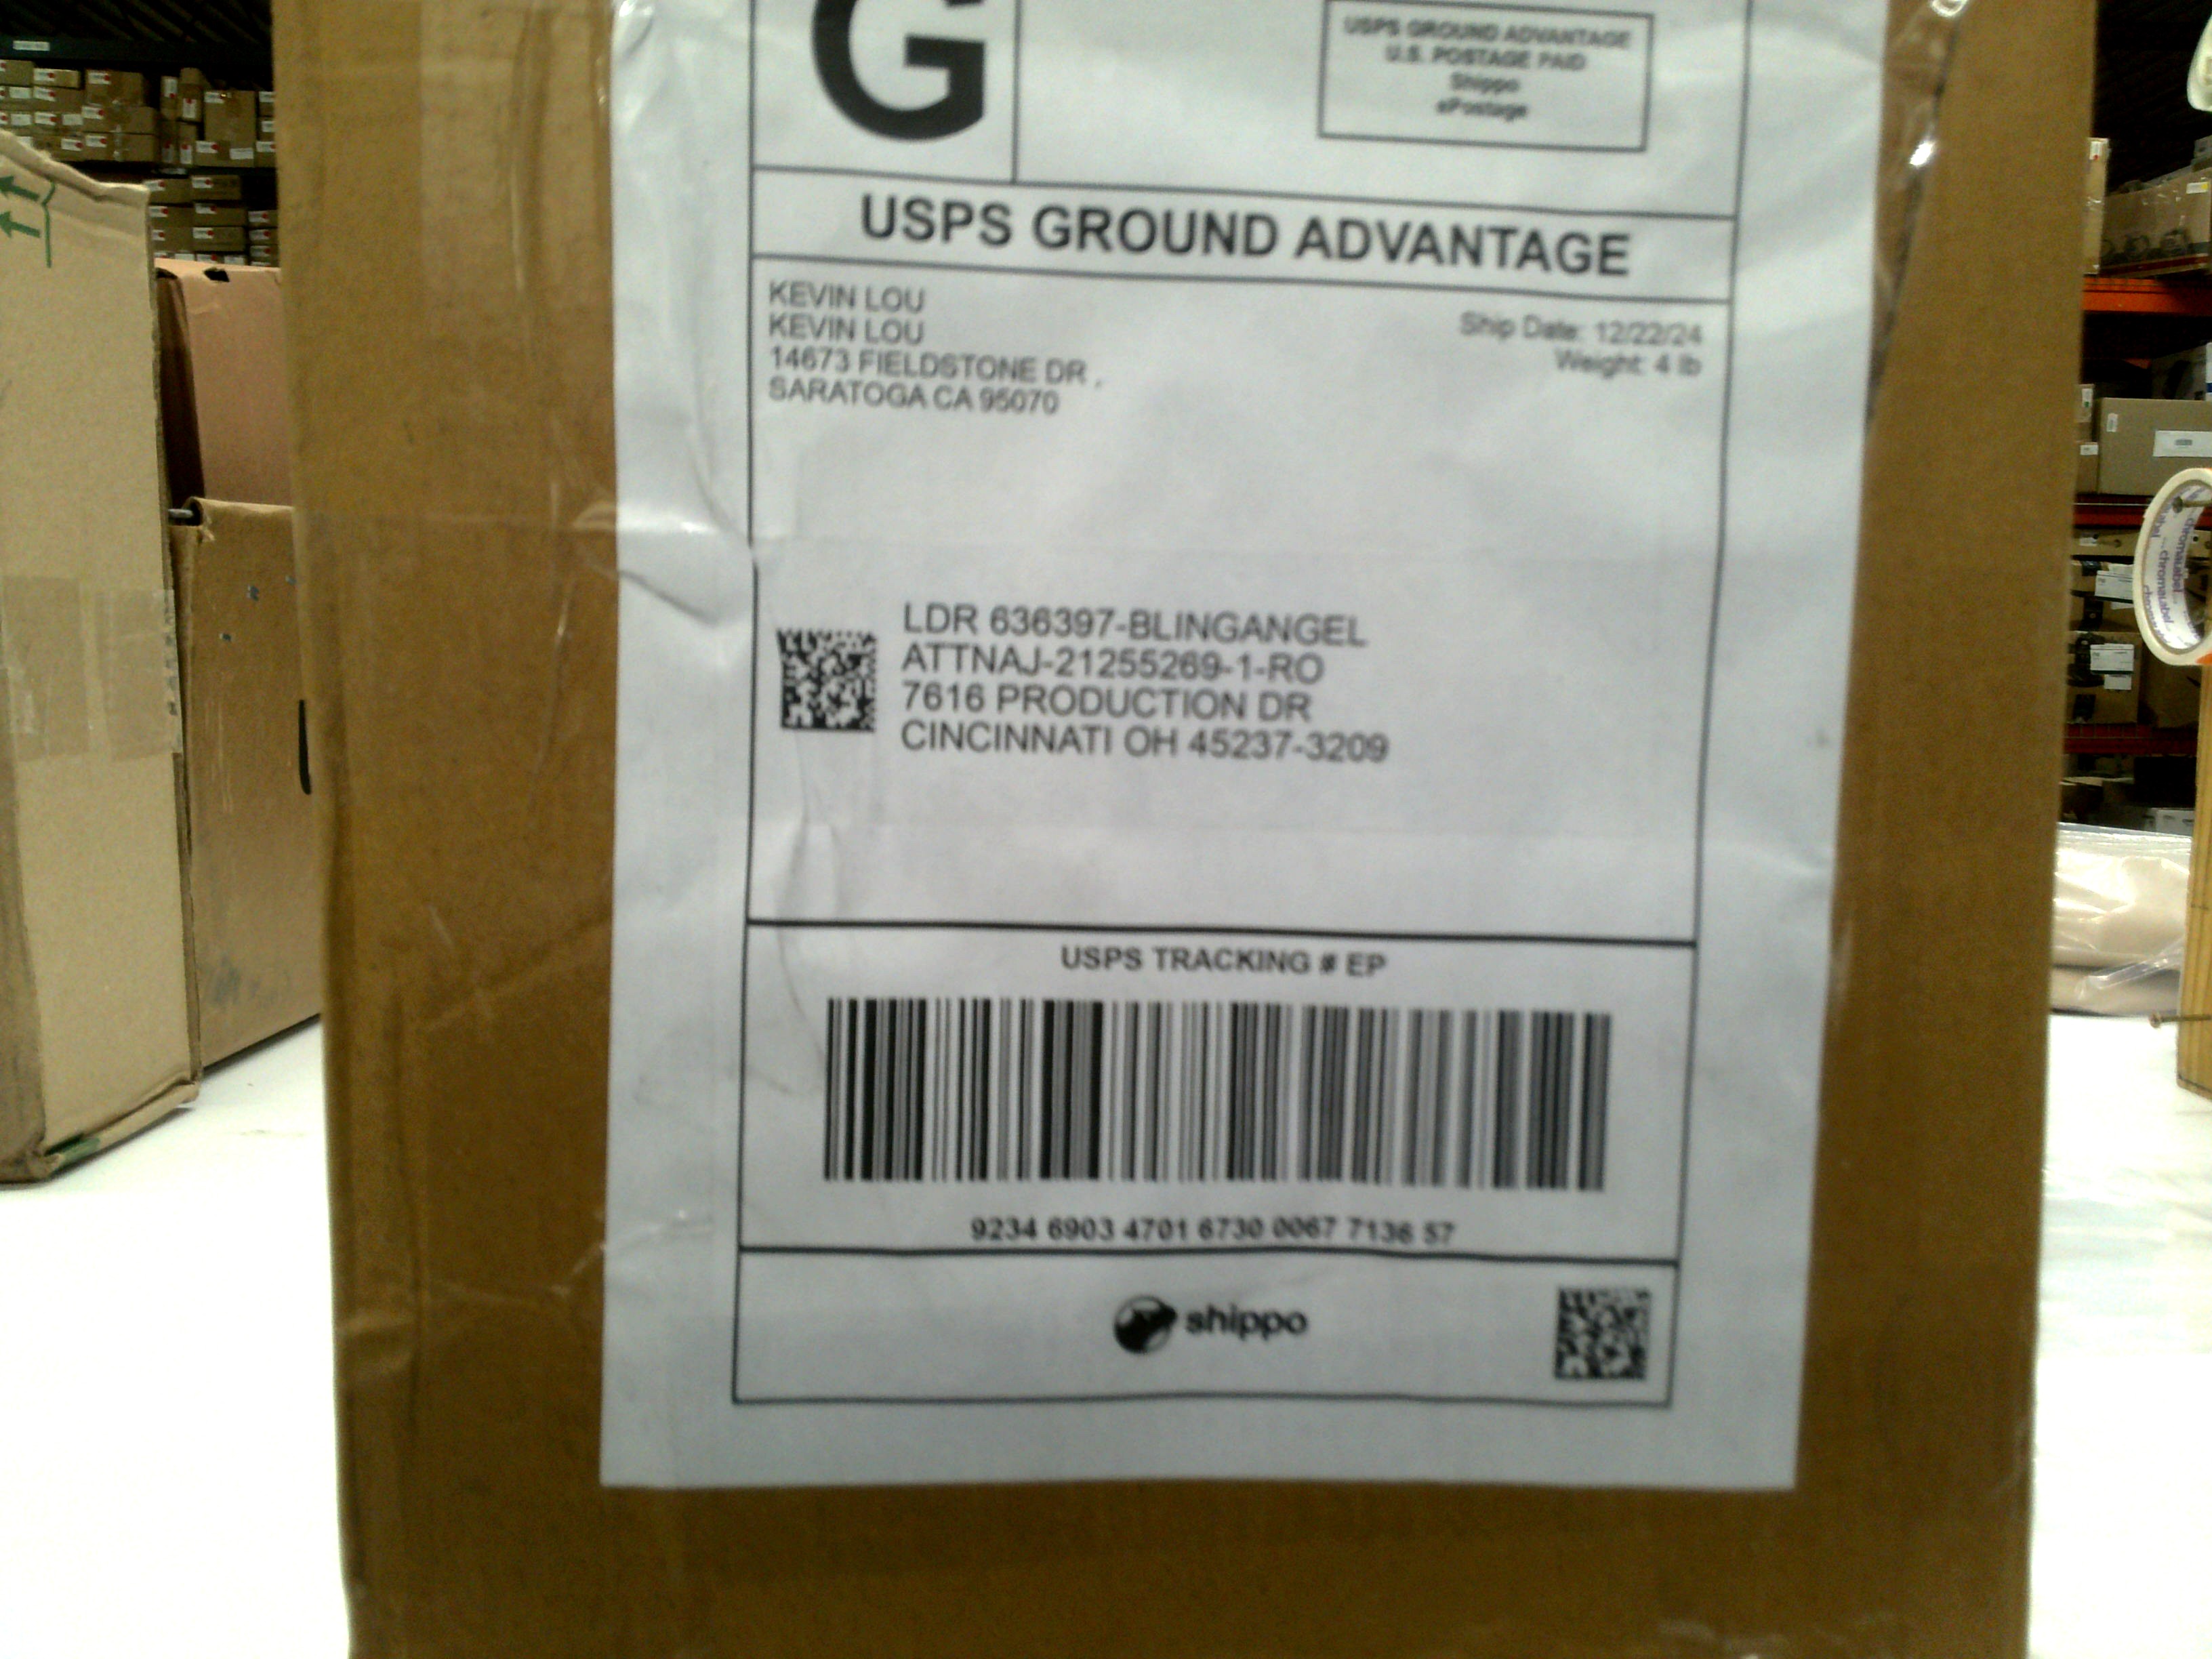 G
USPS GROUND ADVANTAGE
U.S. POSTAGE PAID
Shippo
ePostage
USPS GROUND ADVANTAGE
KEVIN LOU
KEVIN LOU
14673 FIELDSTONE DR ,
SARATOGA CA 95070
Ship Date: 12/22/24
Weight: 4 lb
LDR 636397-BLINGANGEL
ATTNAJ-21255269-1-RO
7616 PRODUCTION DR
CINCINNATI OH 45237-3209
USPS TRACKING # EP
9234 6903 4701 6730 0067 7136 57
shippo